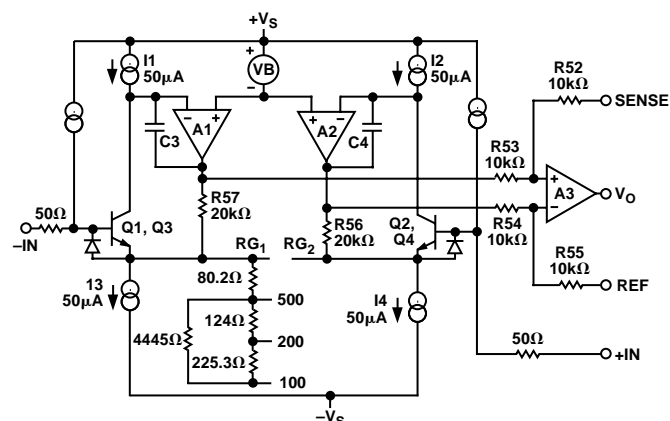 +VS
I1
50µA
+
VB
–
I2
50µA
R52
10kΩ
SENSE
– +
A1
C3
+ –
A2
C4
R53
10kΩ
+
A3
–
VO
R57
20kΩ
50Ω
–IN
Q1, Q3
RG1
RG2
R56
20kΩ
Q2,
Q4
R54
10kΩ
R55
10kΩ
REF
13
50µA
80.2Ω
500
4445Ω
124Ω
200
225.3Ω
100
I4
50µA
50Ω
+IN
–VS